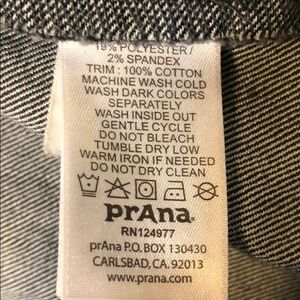 19% POLYESTER/
2% SPANDEX
TRIM : 100% COTTON
MACHINE WASH COLD
WASH DARK COLORS
SEPARATELY
WASH INSIDE OUT
GENTLE CYCLE
DO NOT BLEACH
TUMBLE DRY LOW
WARM IRON IF NEEDED
DO NOT DRY CLEAN
prAna
RN124977
prAna P.O. BOX 130430
CARLSBAD, CA. 92013
www.prana.com